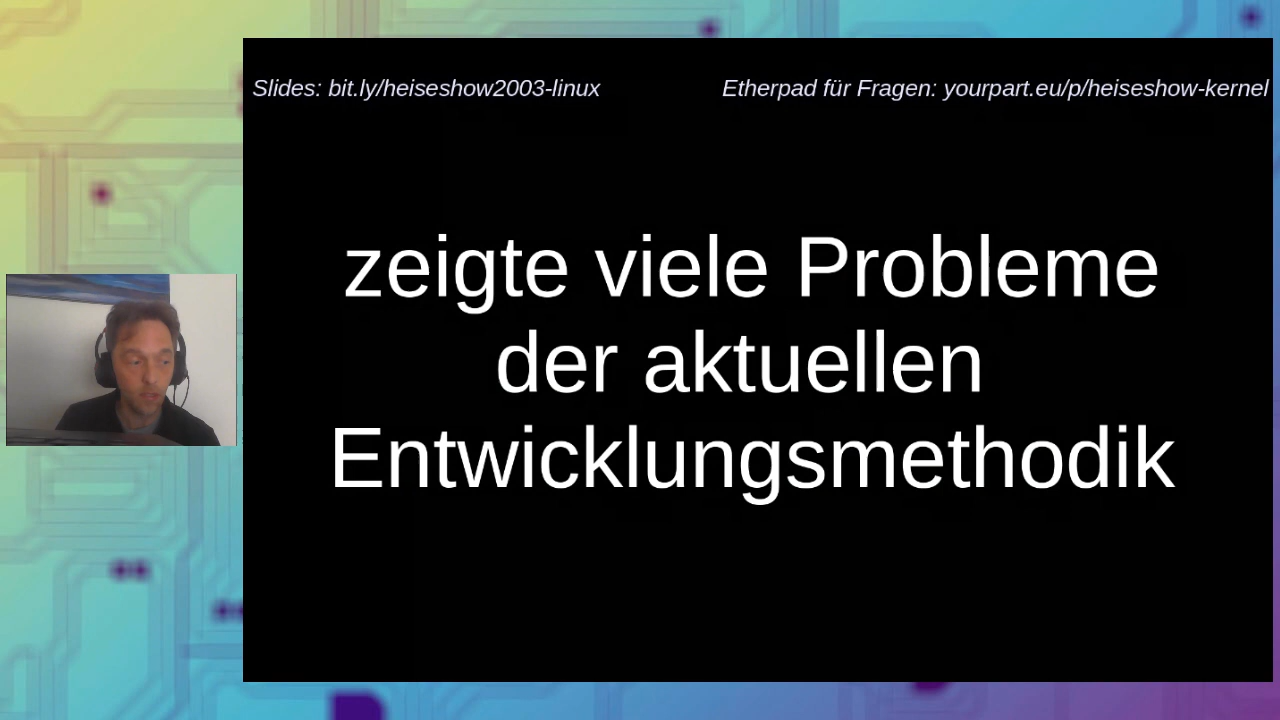 Slides: bit.ly/heiseshow2003-linux
Etherpad für Fragen: yourpart.eu/p/heiseshow-kernel
zeigte viele Probleme
der aktuellen
Entwicklungsmethodik